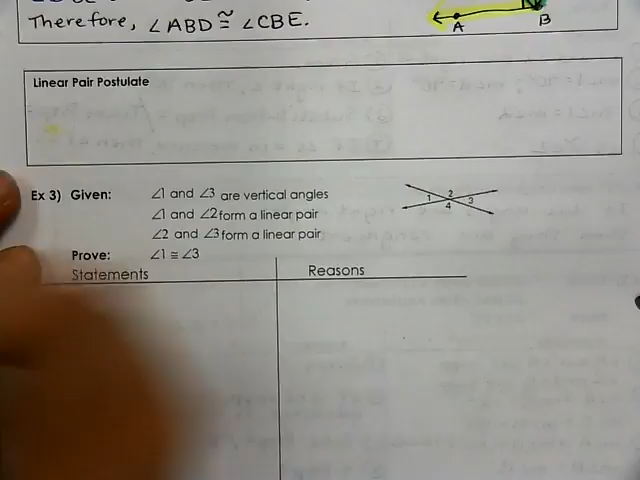 Therefore, ∠ABD ≅ ∠CBE.
A
B
Linear Pair Postulate
Ex 3) Given: ∠1 and ∠3 are vertical angles
∠1 and ∠2 form a linear pair
∠2 and ∠3 form a linear pair
1 2 3 4
Prove: ∠1 ≅ ∠3
Statements Reasons